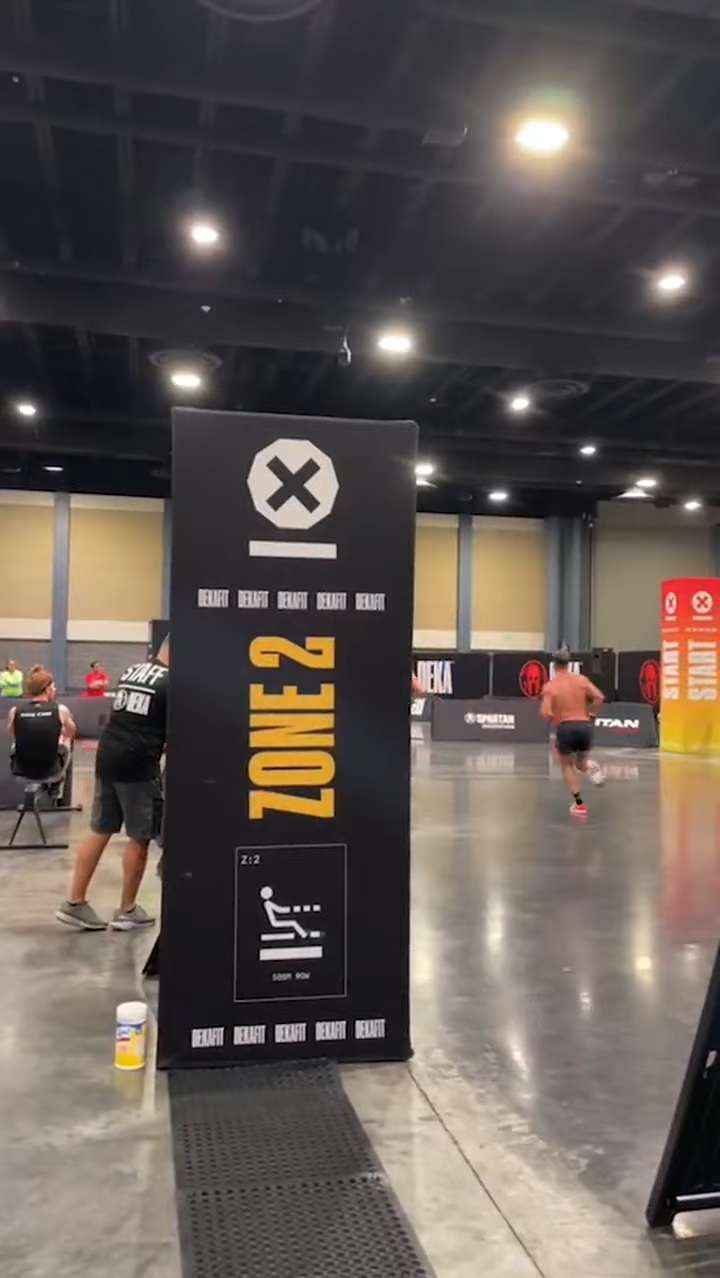 DEKAFIT DEKAFIT DEKAFIT DEKAFIT DEKAFIT
ZONE 2
Z:2
500M ROW
DEKAFIT DEKAFIT DEKAFIT DEKAFIT DEKAFIT
STAFF
DEKA
DEKA
SPARTAN
START
START